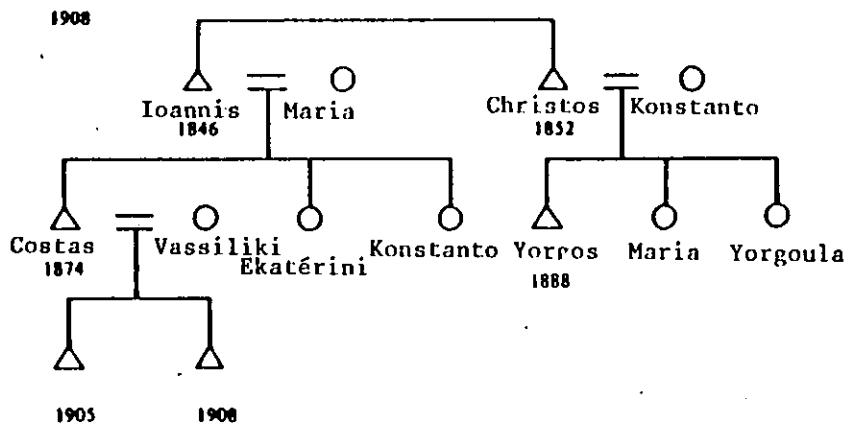 1908
Ioannis Maria Christos Konstanto
1846 1852
Costas Vassiliki Ekatérini Konstanto Yorros Maria Yorgoula
1874 1888
1905 1908